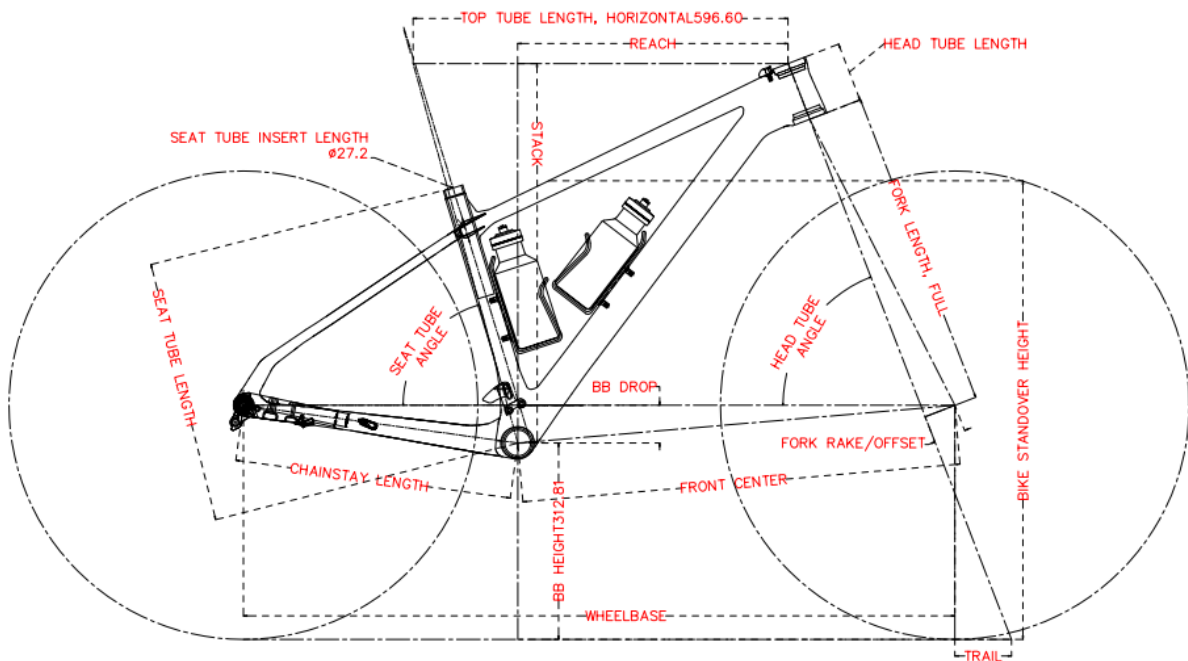 TOP TUBE LENGTH, HORIZONTAL596.60
REACH
HEAD TUBE LENGTH
SEAT TUBE INSERT LENGTH
ø27.2
STACK
FORK LENGTH, FULL
SEAT TUBE LENGTH
SEAT TUBE
ANGLE
HEAD TUBE
ANGLE
BB DROP
BIKE STANDOVER HEIGHT
FORK RAKE/OFFSET
CHAINSTAY LENGTH
FRONT CENTER
BB HEIGHT312.81
WHEELBASE
TRAIL